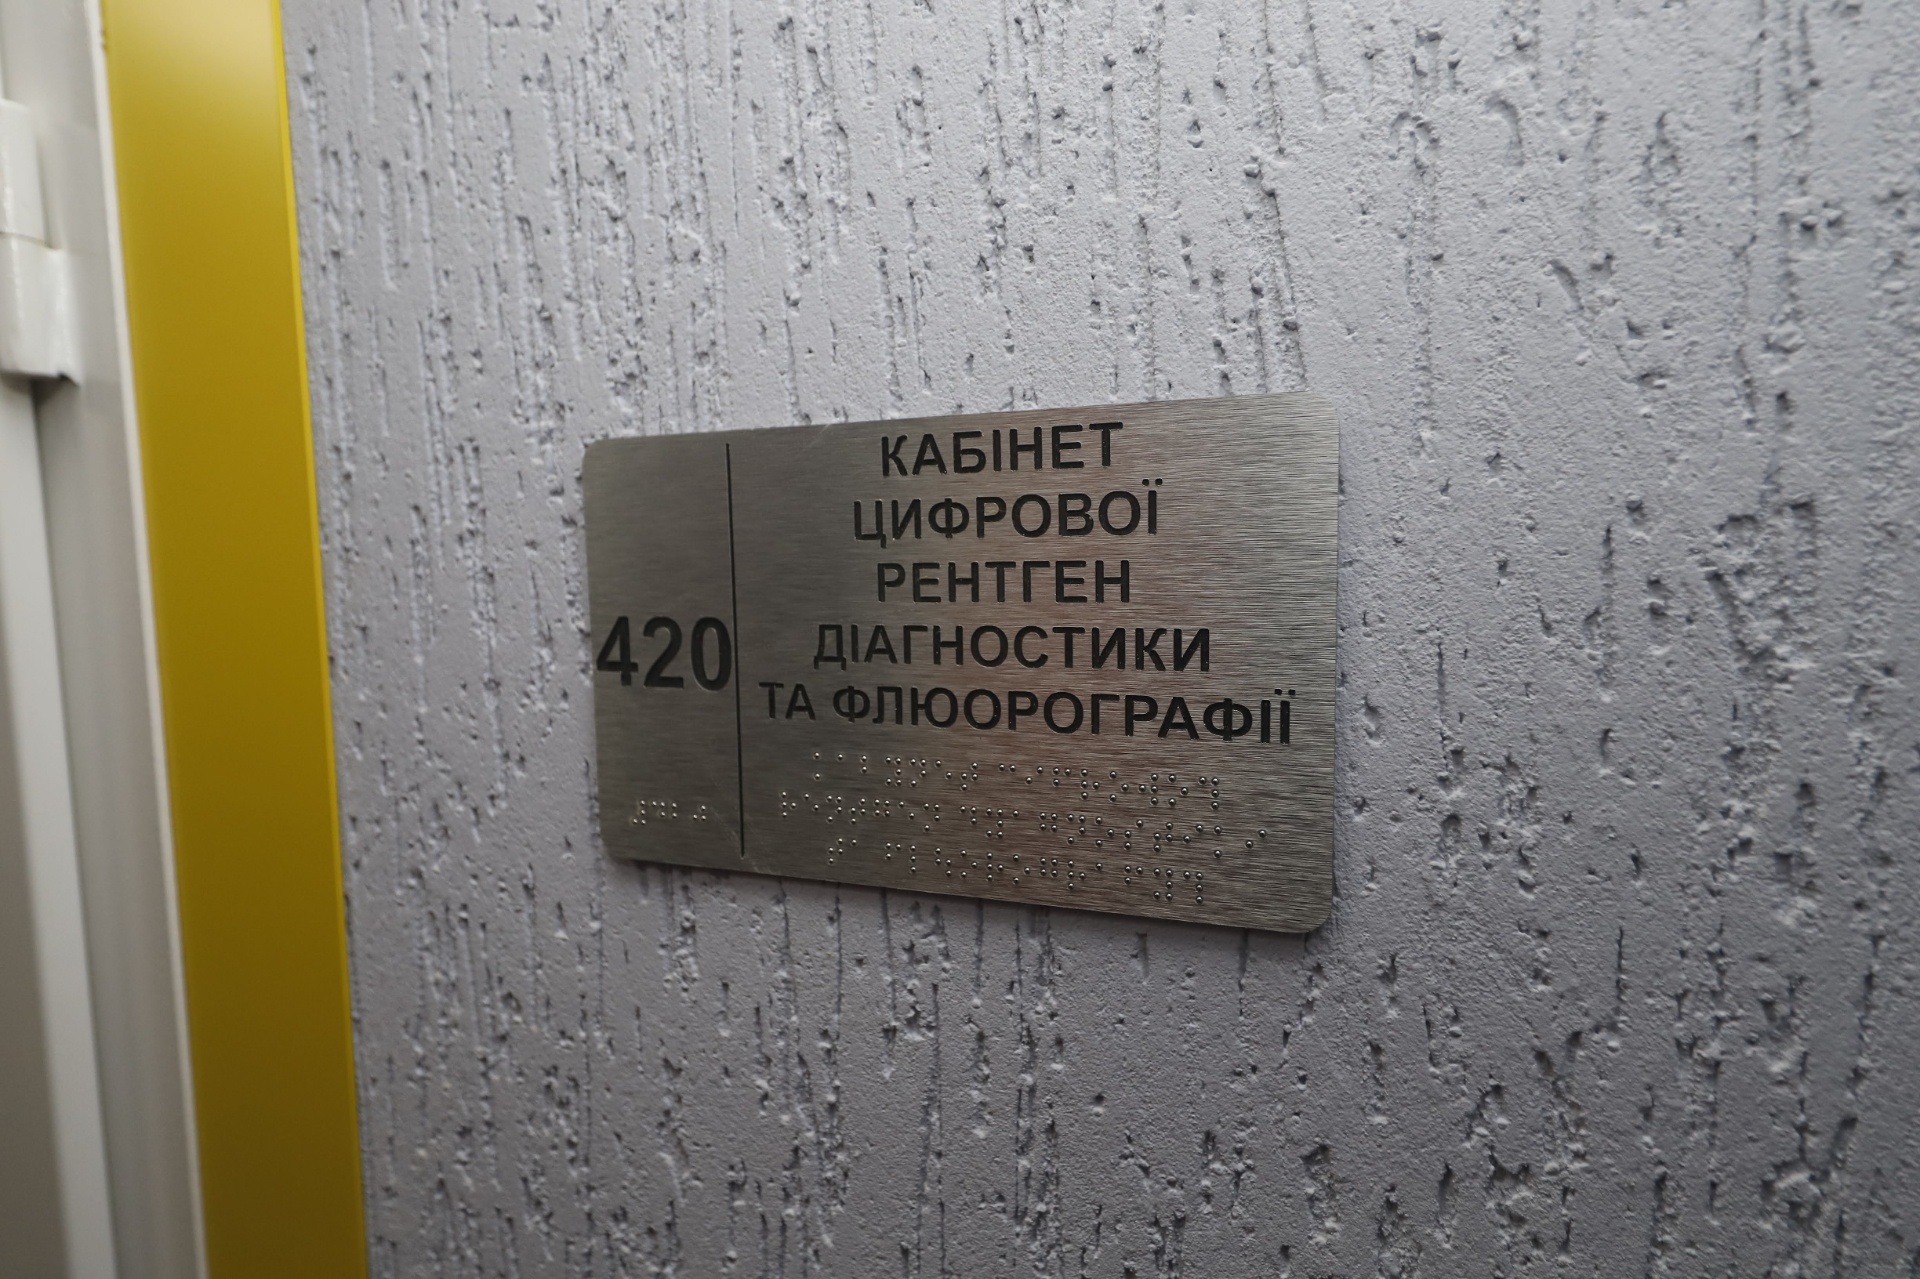 420
КАБІНЕТ
ЦИФРОВОЇ
РЕНТГЕН
ДІАГНОСТИКИ
ТА ФЛЮОРОГРАФІЇ